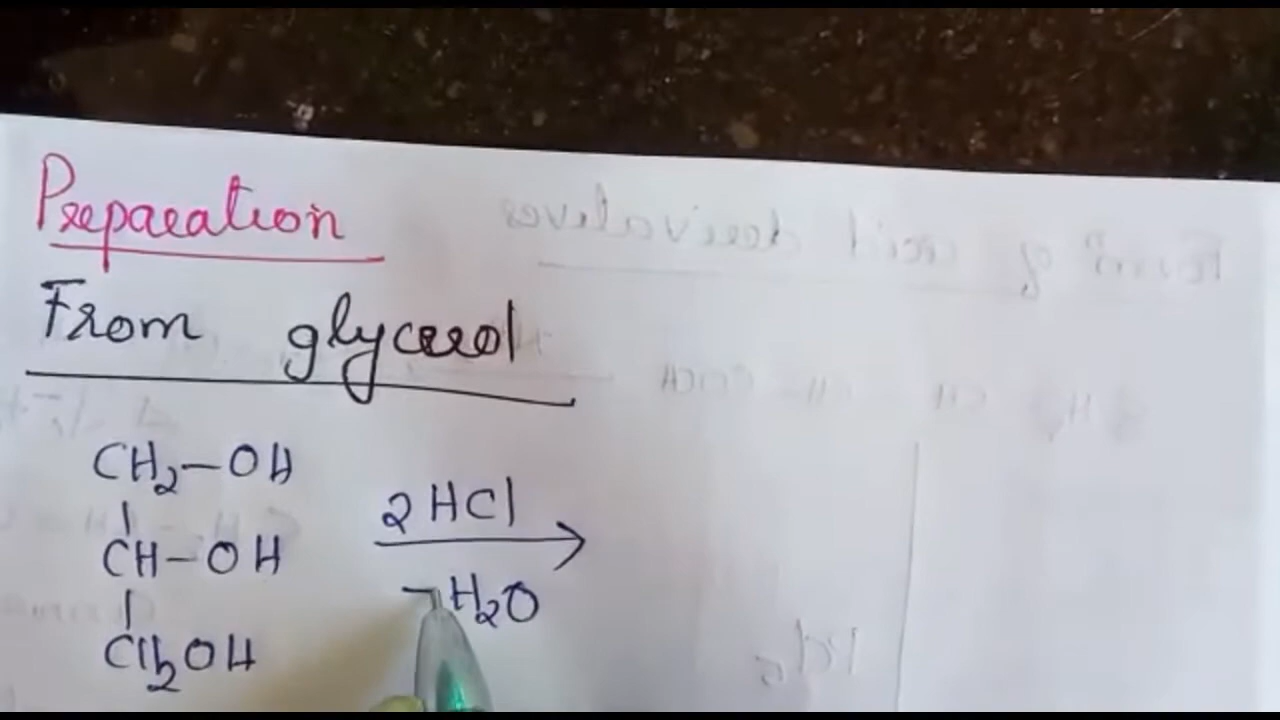 Preparation
From glycerol
CH2-OH
CH-OH
CH2OH
2HCl
-H2O